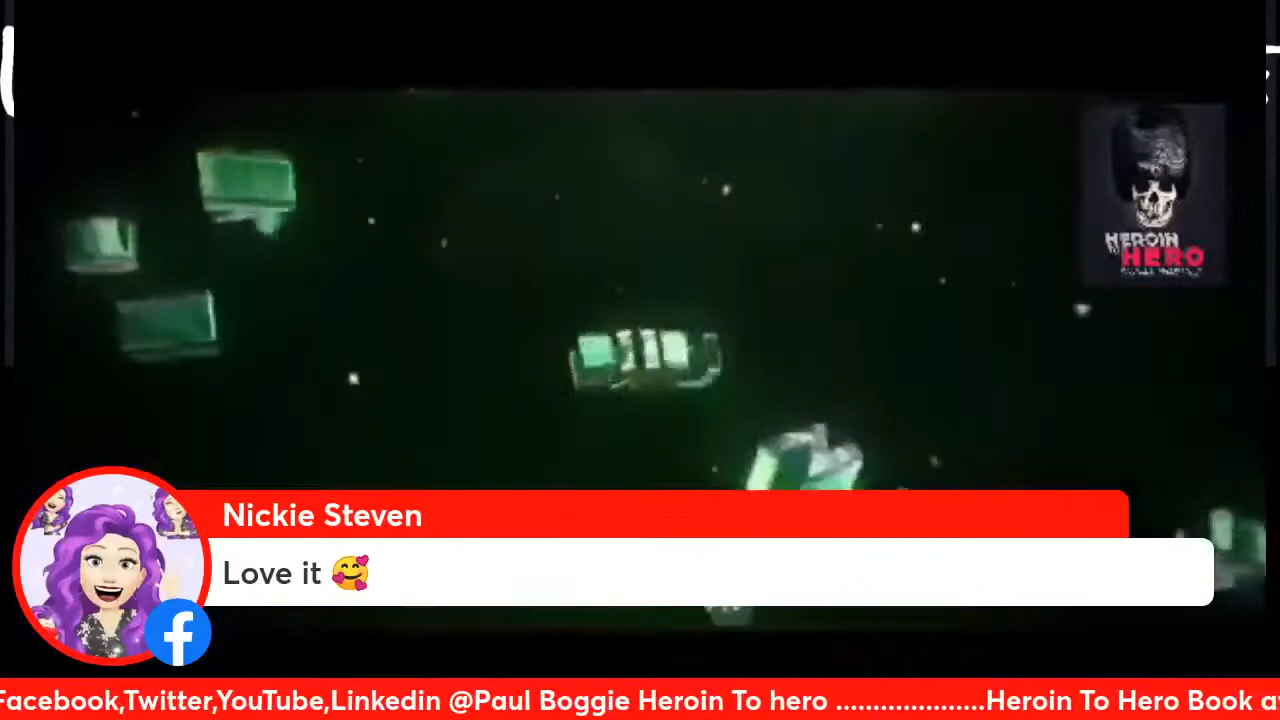 HEROIN
TO
HERO
Nickie Steven
Love it 🥰
Facebook,Twitter,YouTube,Linkedin @Paul Boggie Heroin To hero ....................Heroin To Hero Book a